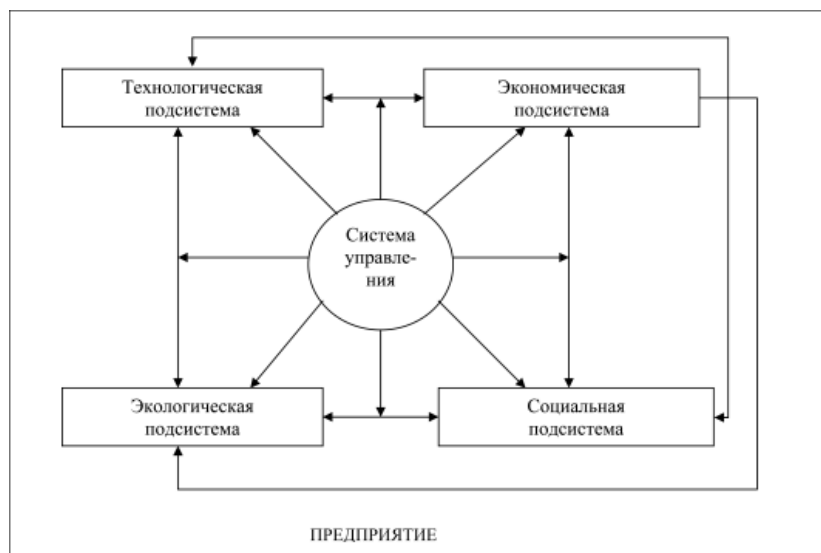 Технологическая
подсистема
Экономическая
подсистема
Система
управле-
ния
Экологическая
подсистема
Социальная
подсистема
ПРЕДПРИЯТИЕ